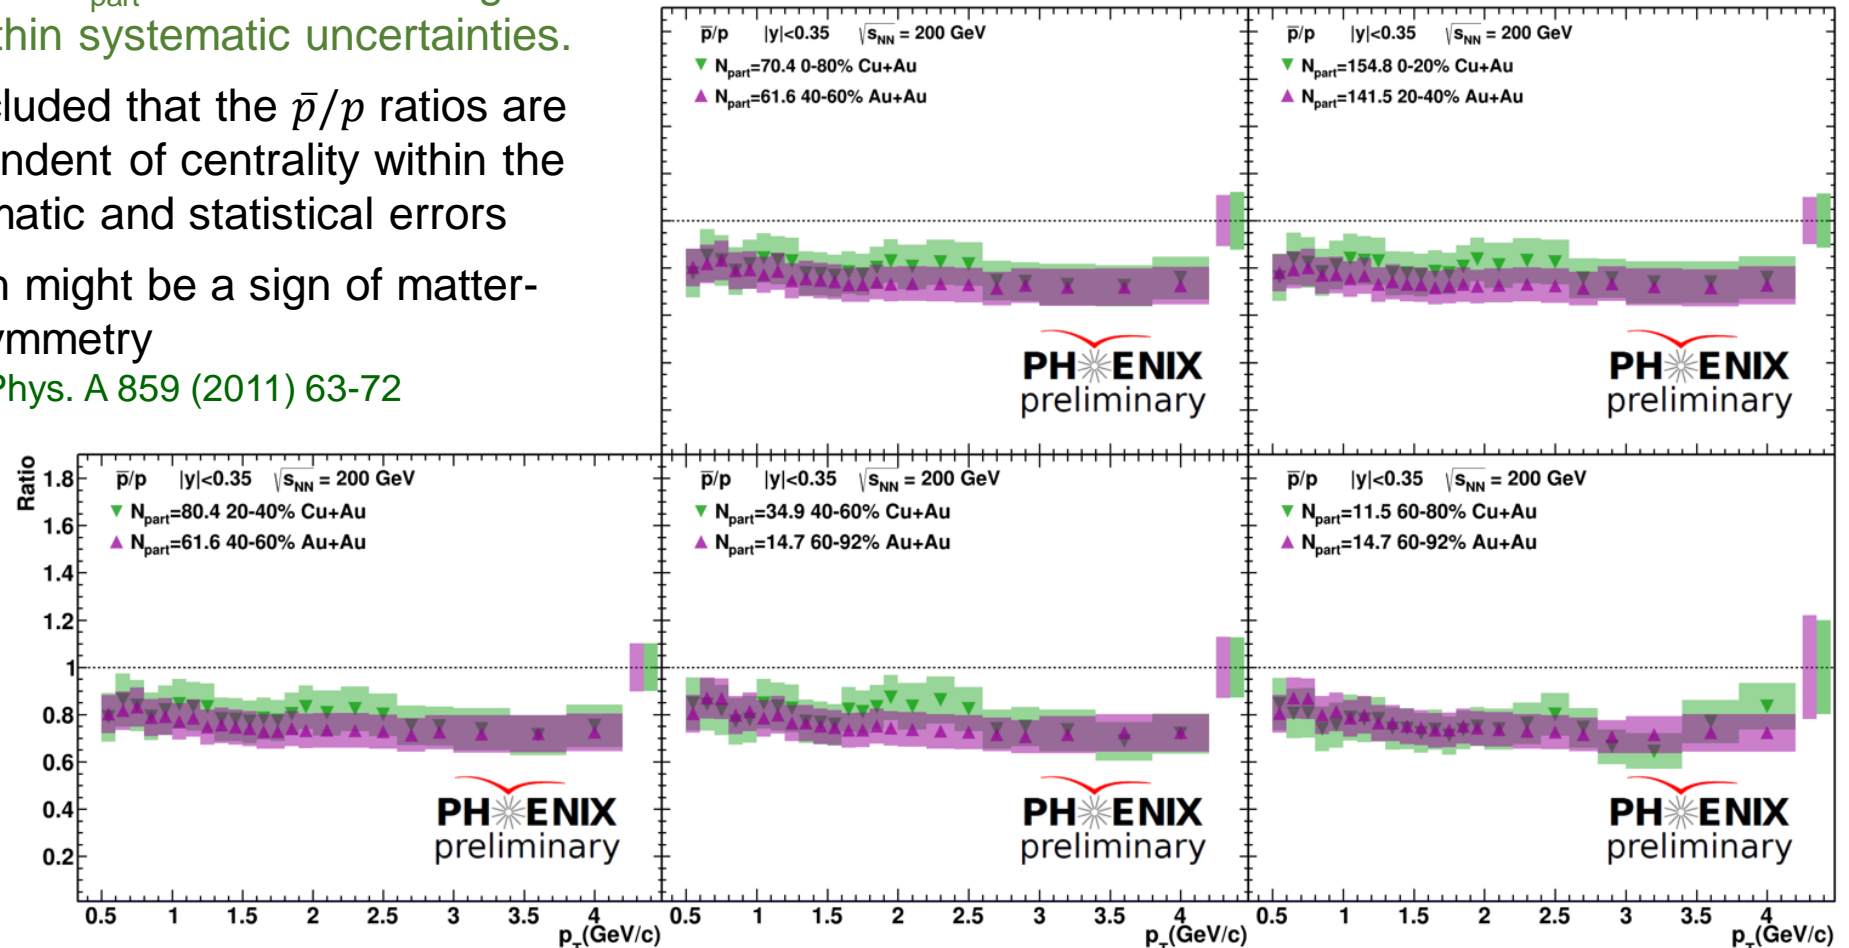 part
thin systematic uncertainties.
cluded that the p̄/p ratios are
ndent of centrality within the
matic and statistical errors
n might be a sign of matter-
ymmetry
Phys. A 859 (2011) 63-72
p̄/p |y|<0.35 √sNN = 200 GeV
Npart=70.4 0-80% Cu+Au
Npart=61.6 40-60% Au+Au
PHENIX
preliminary
p̄/p |y|<0.35 √sNN = 200 GeV
Npart=154.8 0-20% Cu+Au
Npart=141.5 20-40% Au+Au
PHENIX
preliminary
Ratio
1.8
1.6
1.4
1.2
1
0.8
0.6
0.4
0.2
p̄/p |y|<0.35 √sNN = 200 GeV
Npart=80.4 20-40% Cu+Au
Npart=61.6 40-60% Au+Au
PHENIX
preliminary
0.5 1 1.5 2 2.5 3 3.5 4
pT(GeV/c)
p̄/p |y|<0.35 √sNN = 200 GeV
Npart=34.9 40-60% Cu+Au
Npart=14.7 60-92% Au+Au
PHENIX
preliminary
0.5 1 1.5 2 2.5 3 3.5 4
pT(GeV/c)
p̄/p |y|<0.35 √sNN = 200 GeV
Npart=11.5 60-80% Cu+Au
Npart=14.7 60-92% Au+Au
PHENIX
preliminary
0.5 1 1.5 2 2.5 3 3.5 4
pT(GeV/c)